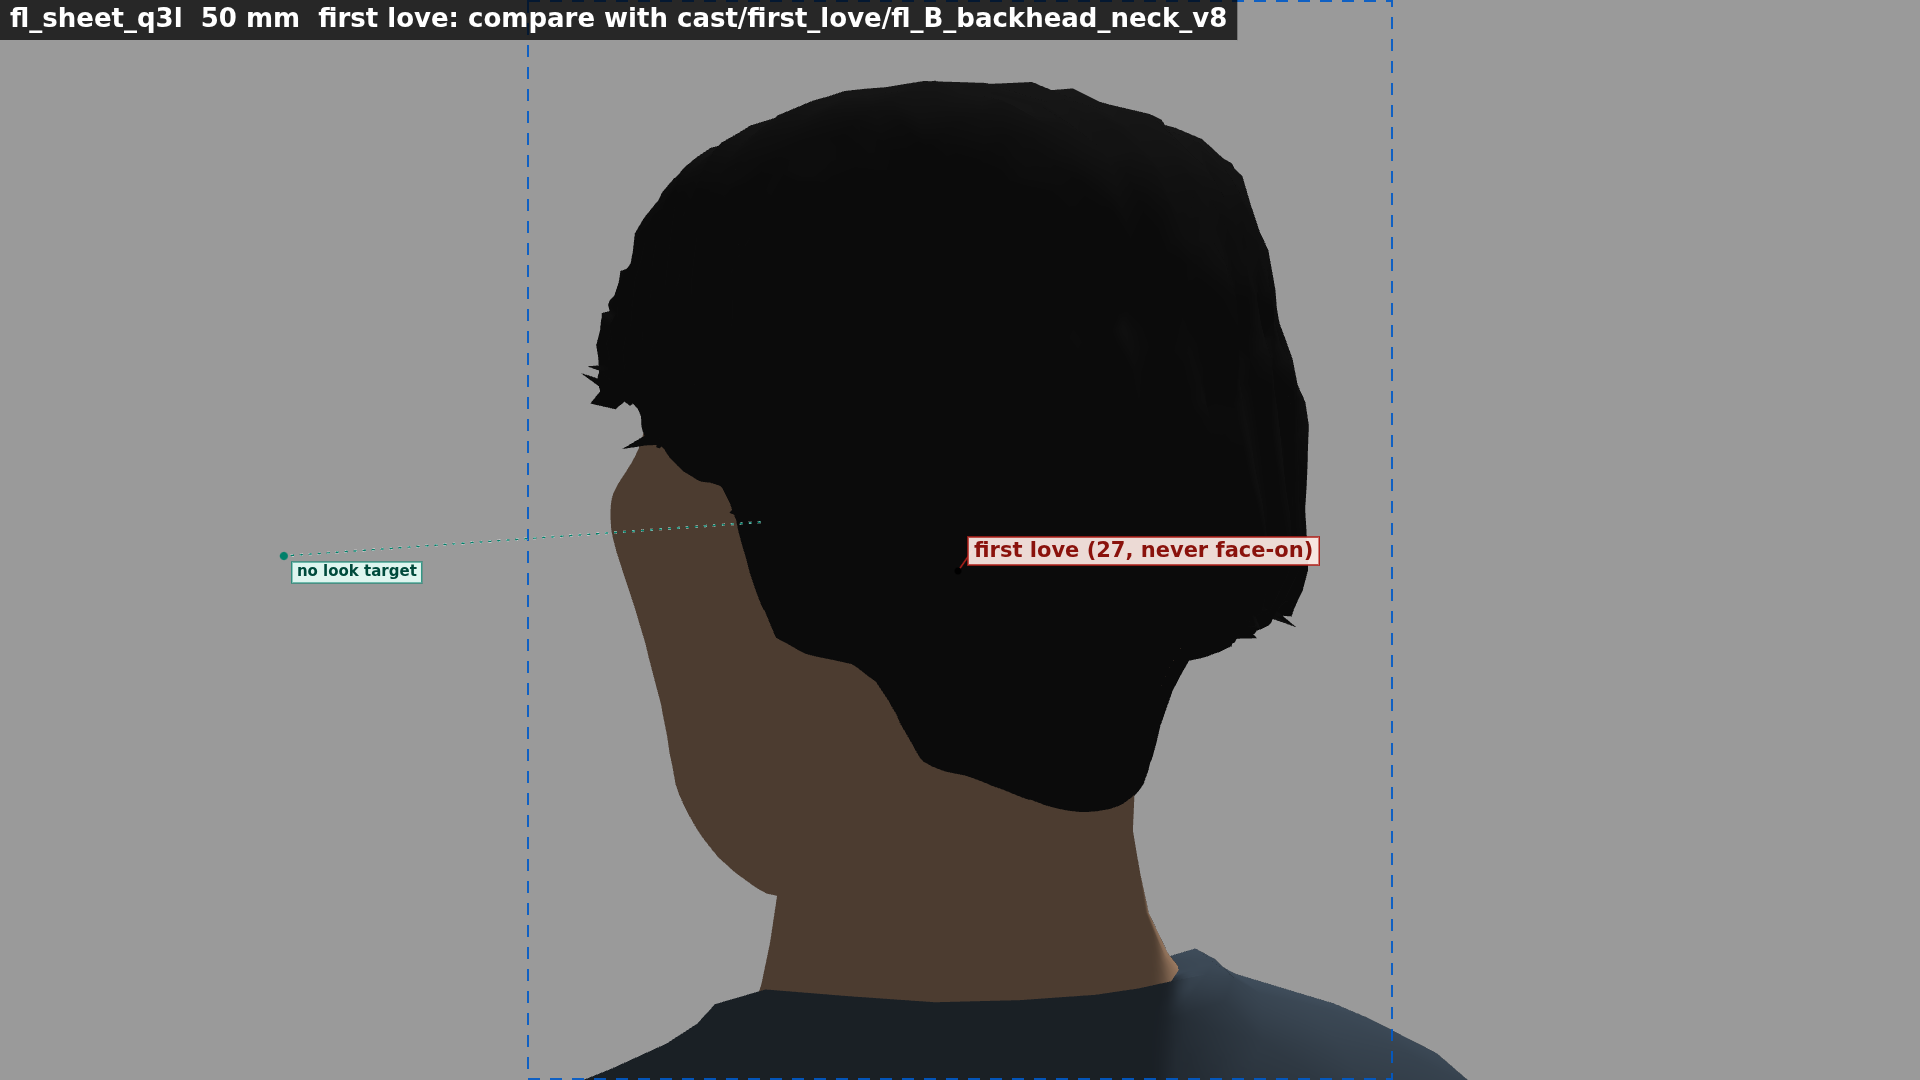 fl_sheet_q3l  50 mm  first love: compare with cast/first_love/fl_B_backhead_neck_v8
first love (27, never face-on)
no look target